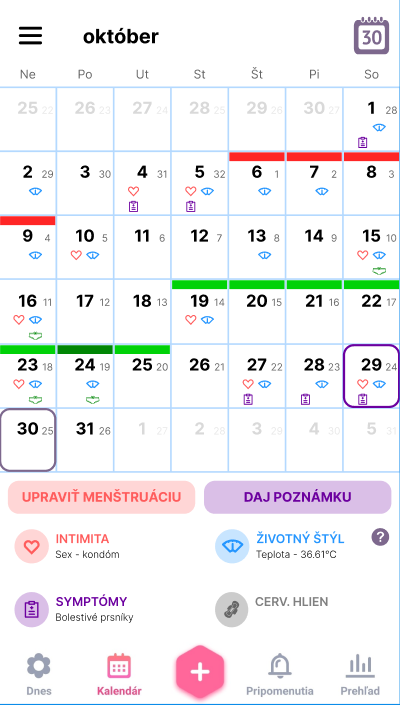 október
30
Ne Po Ut St Št Pi So
25 22 26 23 27 24 28 25 29 26 30 27 1 28
2 29 3 30 4 31 5 32 6 1 7 2 8 3
9 4 10 5 11 6 12 7 13 8 14 9 15 10
16 11 17 12 18 13 19 14 20 15 21 16 22 17
23 18 24 19 25 20 26 21 27 22 28 23 29 24
30 25 31 26 1 27 2 28 3 29 4 30 5 31
UPRAVIŤ MENŠTRUÁCIU DAJ POZNÁMKU
INTIMITA ŽIVOTNÝ ŠTÝL ?
Sex - kondóm Teplota - 36.61°C
SYMPTÓMY CERV. HLIEN
Bolestivé prsníky
Dnes Kalendár Pripomenutia Prehľad